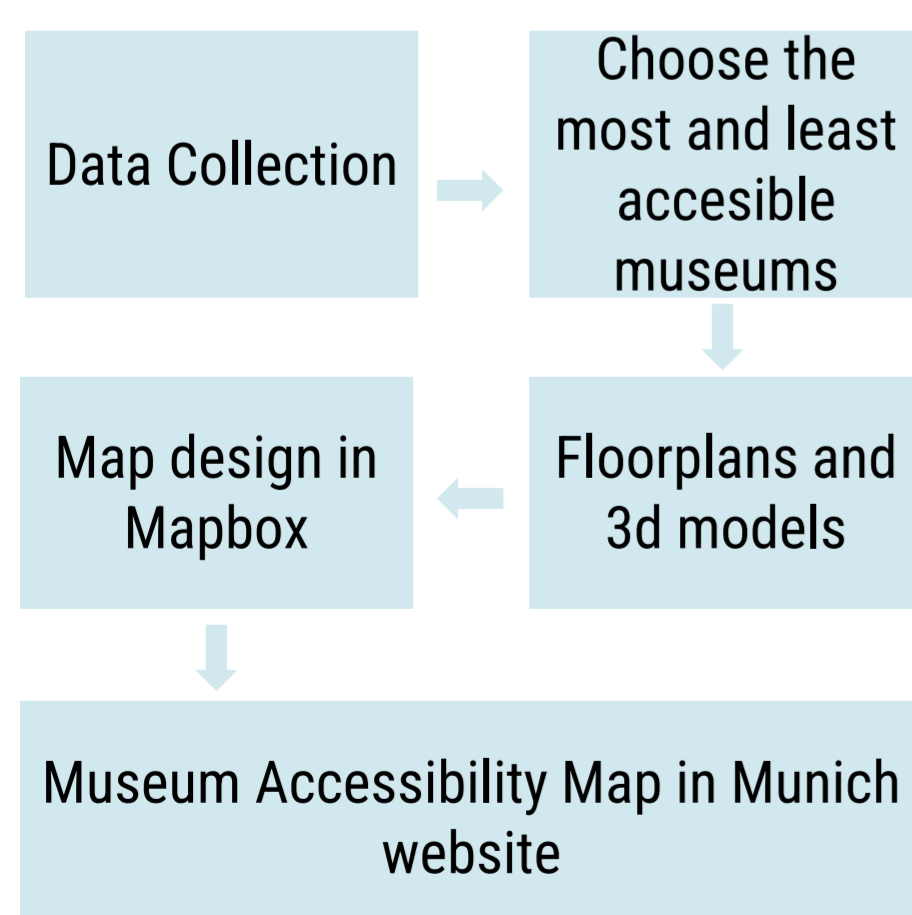 Data Collection
Choose the
most and least
accesible
museums
Floorplans and
3d models
Map design in
Mapbox
Museum Accessibility Map in Munich
website